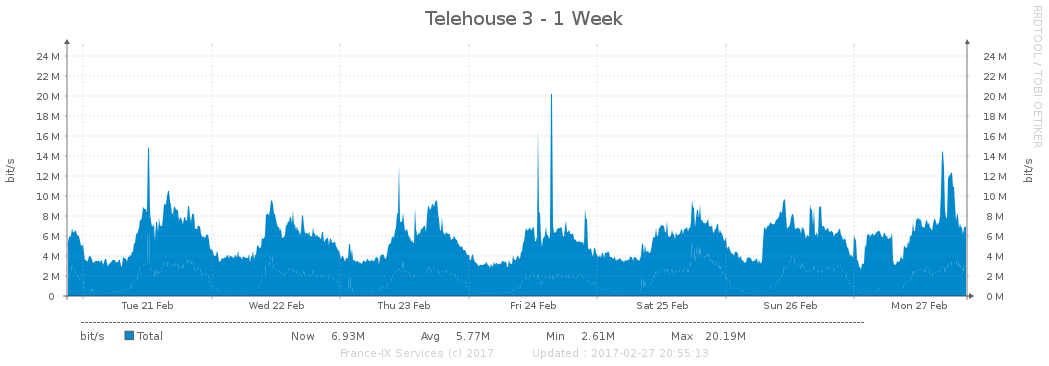 Telehouse 3 - 1 Week
RRDTOOL / TOBI OETIKER
24 M 24 M
22 M 22 M
20 M 20 M
18 M 18 M
16 M 16 M
14 M 14 M
12 M 12 M
10 M 10 M
8 M 8 M
6 M 6 M
4 M 4 M
2 M 2 M
0 0 M
bit/s
bit/s
Tue 21 Feb Wed 22 Feb Thu 23 Feb Fri 24 Feb Sat 25 Feb Sun 26 Feb Mon 27 Feb
bit/s Total Now 6.93M Avg 5.77M Min 2.61M Max 20.19M
France-IX Services (c) 2017 Updated : 2017-02-27 20:55:13